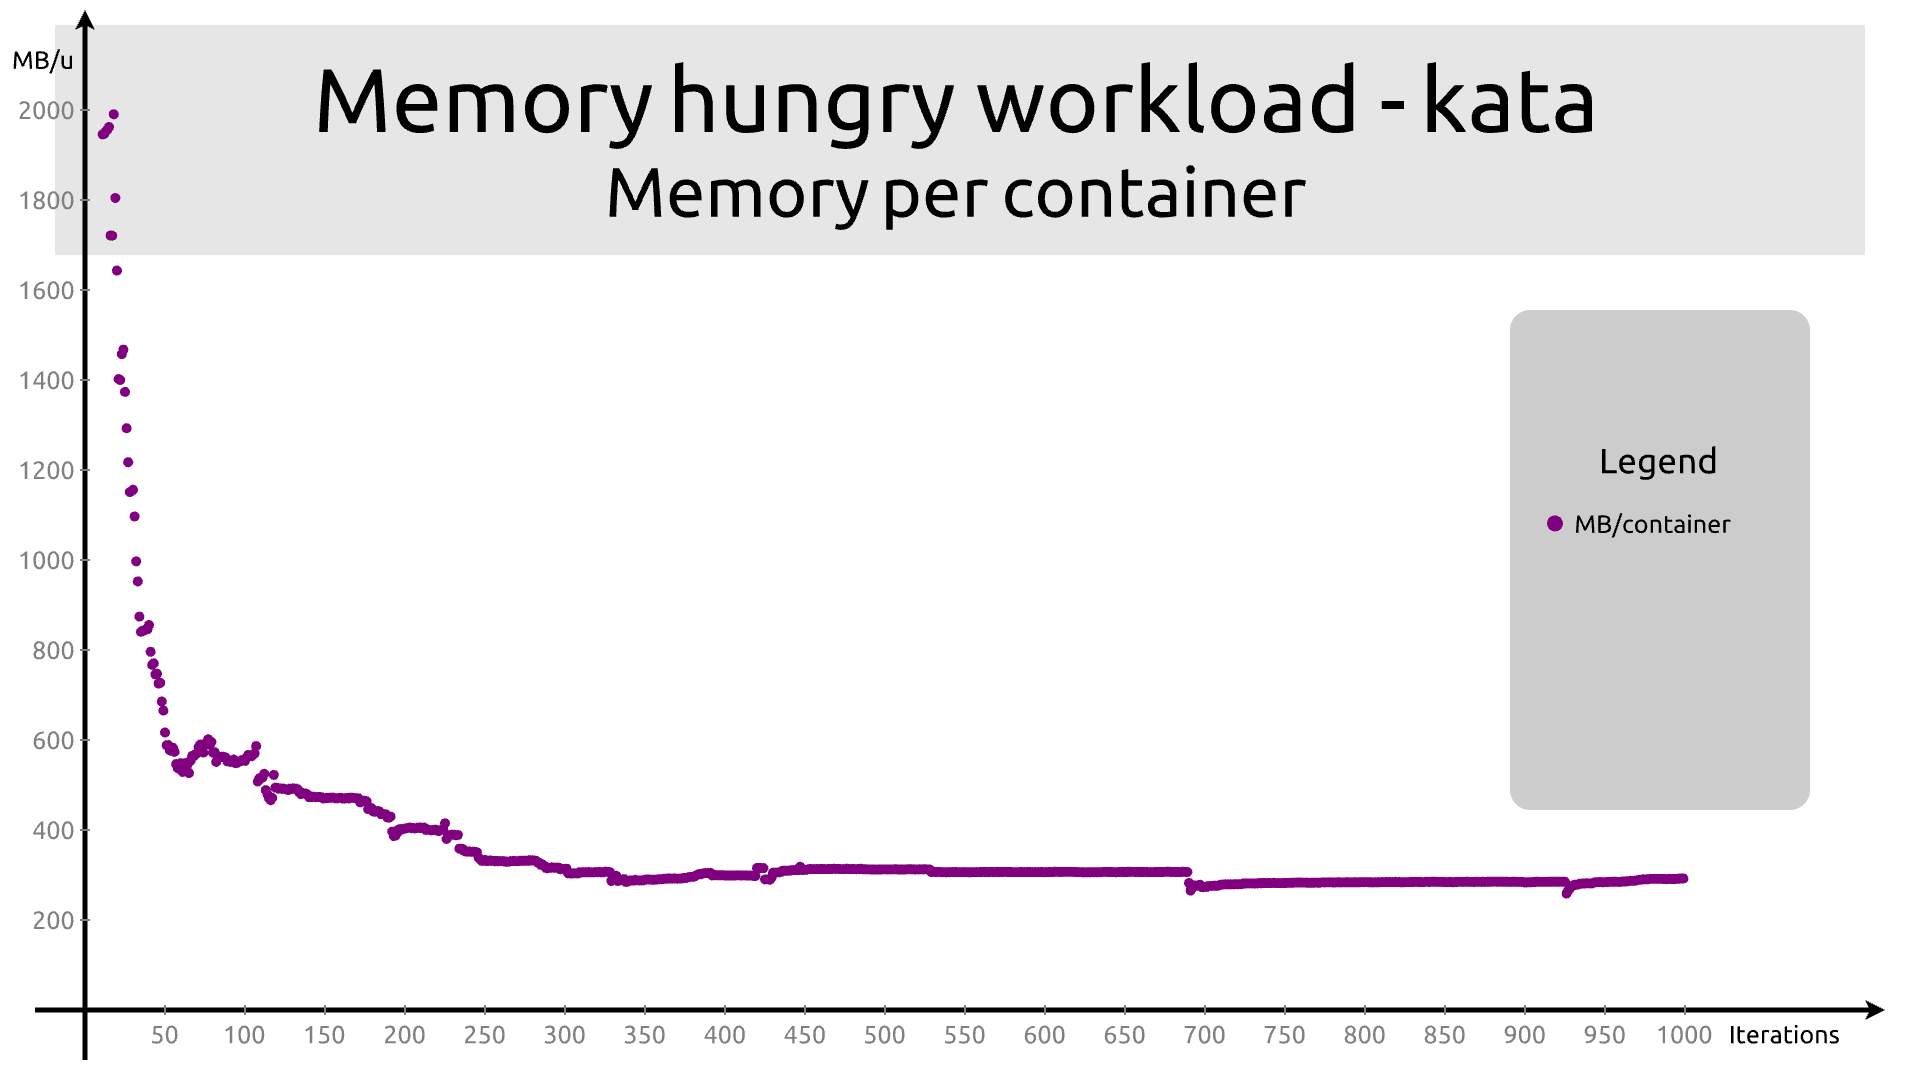 Memory hungry workload - kata
Memory per container
MB/u
2000
1800
1600
1400
1200
1000
800
600
400
200
Legend
MB/container
50 100 150 200 250 300 350 400 450 500 550 600 650 700 750 800 850 900 950 1000 Iterations